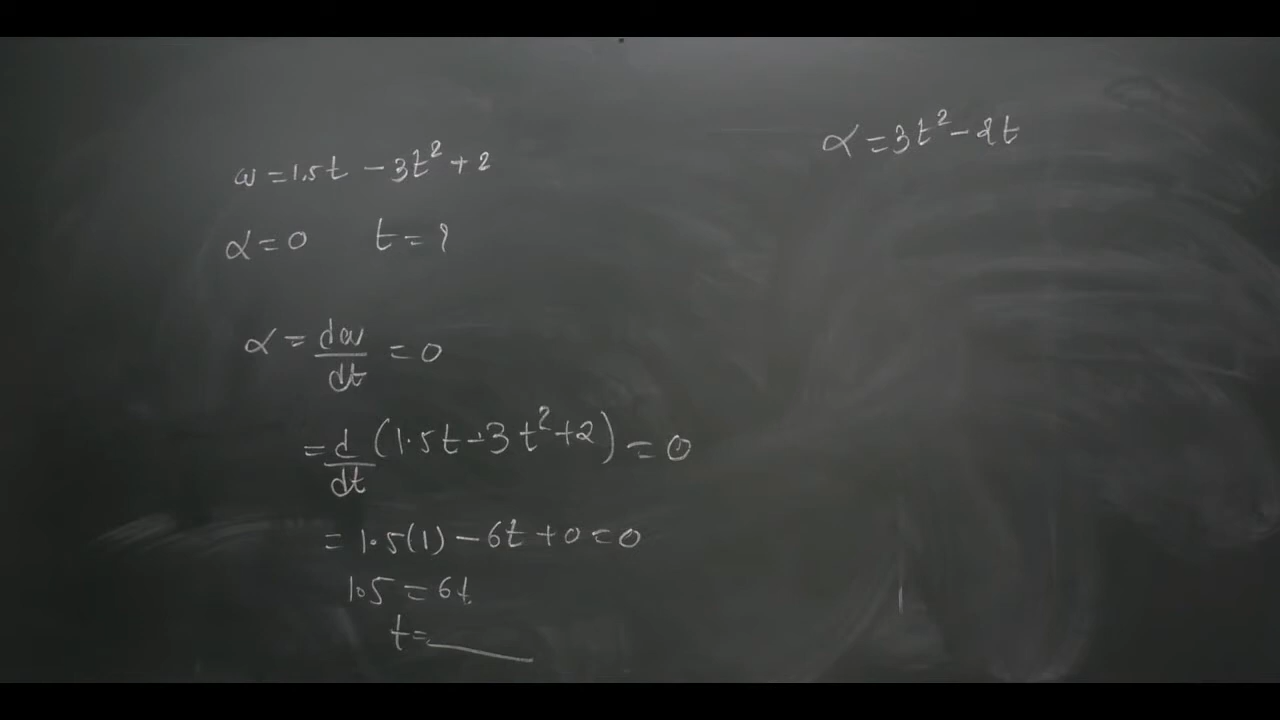 ω = 1.5t - 3t² + 2
α = 0 t = ?
α = dω/dt = 0
= d/dt (1.5t - 3t² + 2) = 0
= 1.5(1) - 6t + 0 = 0
1.5 = 6t
t =
α = 3t² - 2t